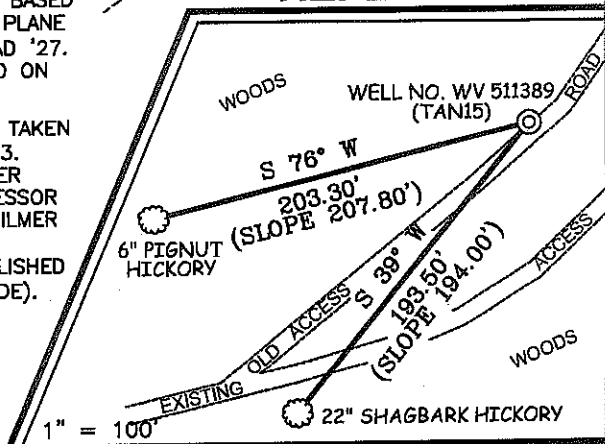 BASED
PLANE
AD '27.
ON
TAKEN
3.
ER
ESSOR
ILMER
LISHED
DE).
WOODS
WELL NO. WV 511389
(TAN15)
ROAD
S 76° W
203.30'
(SLOPE 207.80')
6" PIGNUT
HICKORY
S 39° W
193.50'
(SLOPE 194.00')
OLD ACCESS
ACCESS
EXISTING
WOODS
22" SHAGBARK HICKORY
1" = 100'